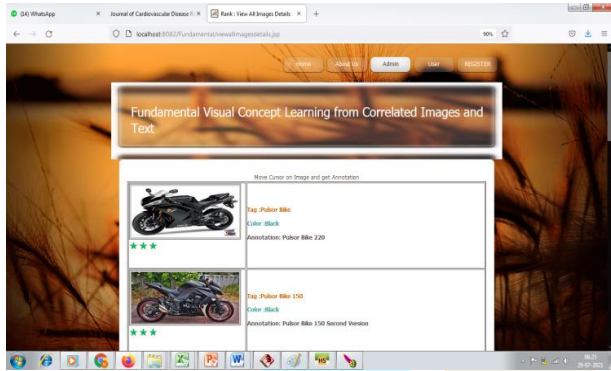 (14) WhatsApp
Journal of Cardiovascular Disease R
Rank : View All Images Details
localhost:8082/Fundamental/viewallimagesdetails.jsp
90%
Home
About Us
Admin
User
REGISTER
Fundamental Visual Concept Learning from Correlated Images and
Text
Move Cursor on Image and get Annotation
Tag :Pulsor Bike
Color :Black
Annotation: Pulsor Bike 220
Tag :Pulsor Bike 150
Color :Black
Annotation: Pulsor Bike 150 Second Version